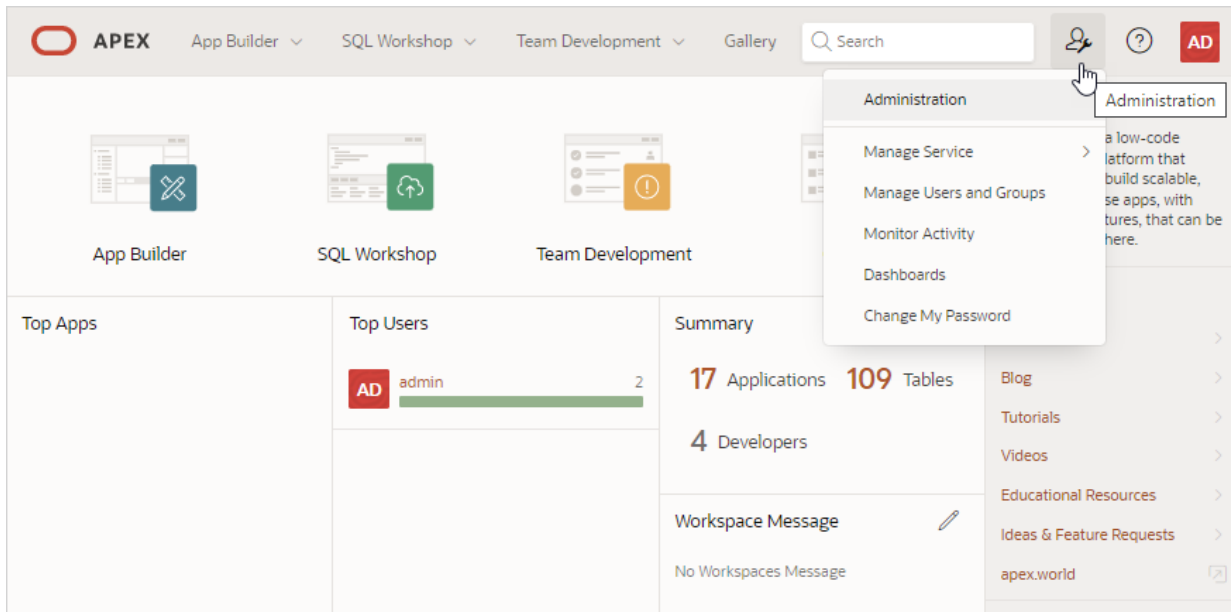 APEX
App Builder
SQL Workshop
Team Development
Gallery
Search
AD
Administration
Administration
Manage Service
Manage Users and Groups
Monitor Activity
Dashboards
Change My Password
a low-code
latform that
build scalable,
se apps, with
tures, that can be
here.
App Builder
SQL Workshop
Team Development
Top Apps
Top Users
AD
admin
2
Summary
17 Applications
109 Tables
4 Developers
Workspace Message
No Workspaces Message
Blog
Tutorials
Videos
Educational Resources
Ideas & Feature Requests
apex.world